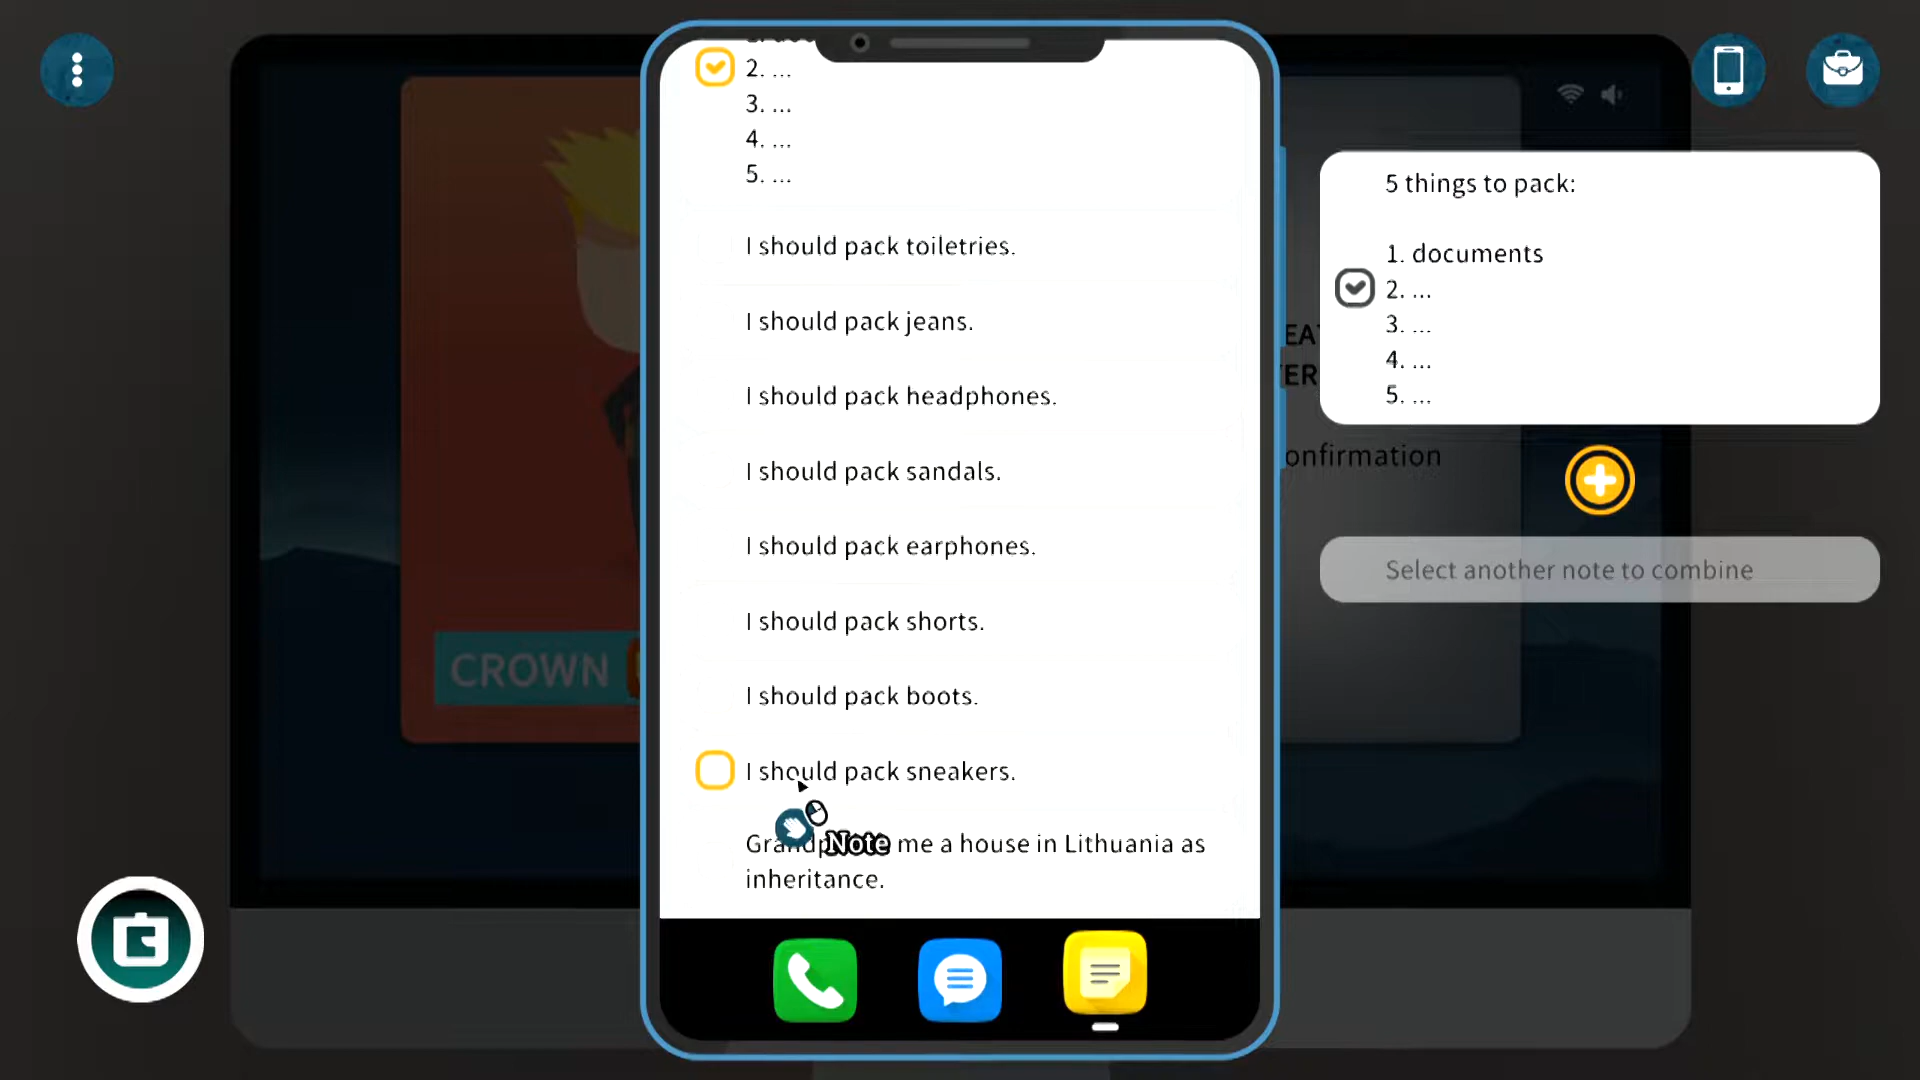 2. ...
3. ...
4. ...
5. ...
I should pack toiletries.
I should pack jeans.
I should pack headphones.
I should pack sandals.
I should pack earphones.
I should pack shorts.
I should pack boots.
I should pack sneakers.
Note
me a house in Lithuania as
inheritance.
5 things to pack:
1. documents
2. ...
3. ...
4. ...
5. ...
Select another note to combine
onfirmation
CROWN